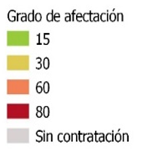 Grado de afectación
15
30
60
80
Sin contratación